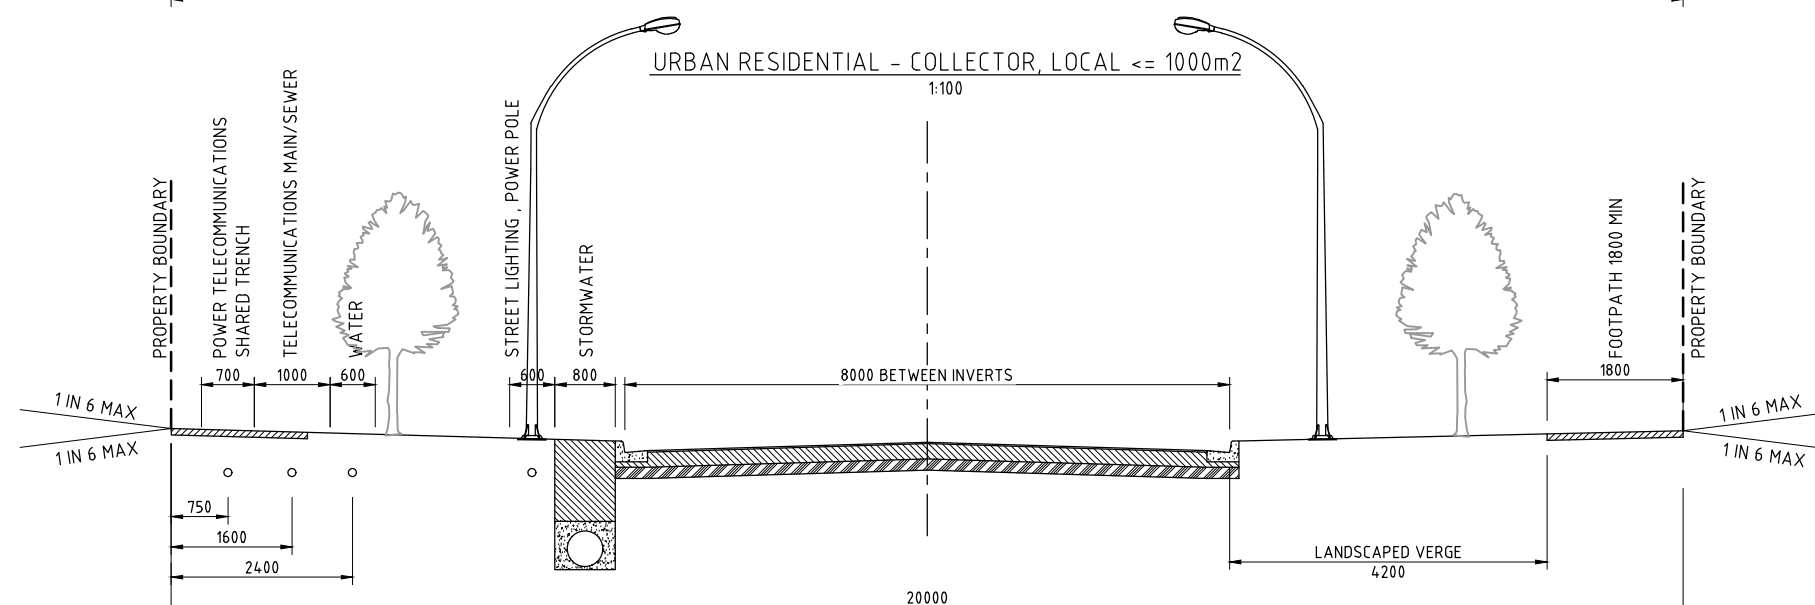 URBAN RESIDENTIAL - COLLECTOR, LOCAL <= 1000m2
1:100
PROPERTY BOUNDARY
POWER TELECOMMUNICATIONS
SHARED TRENCH
TELECOMMUNICATIONS MAIN/SEWER
WATER
STREET LIGHTING , POWER POLE
STORMWATER
FOOTPATH 1800 MIN
PROPERTY BOUNDARY
700
1000
600
600
800
8000 BETWEEN INVERTS
1800
1 IN 6 MAX
1 IN 6 MAX
1 IN 6 MAX
1 IN 6 MAX
750
1600
2400
LANDSCAPED VERGE
4200
20000